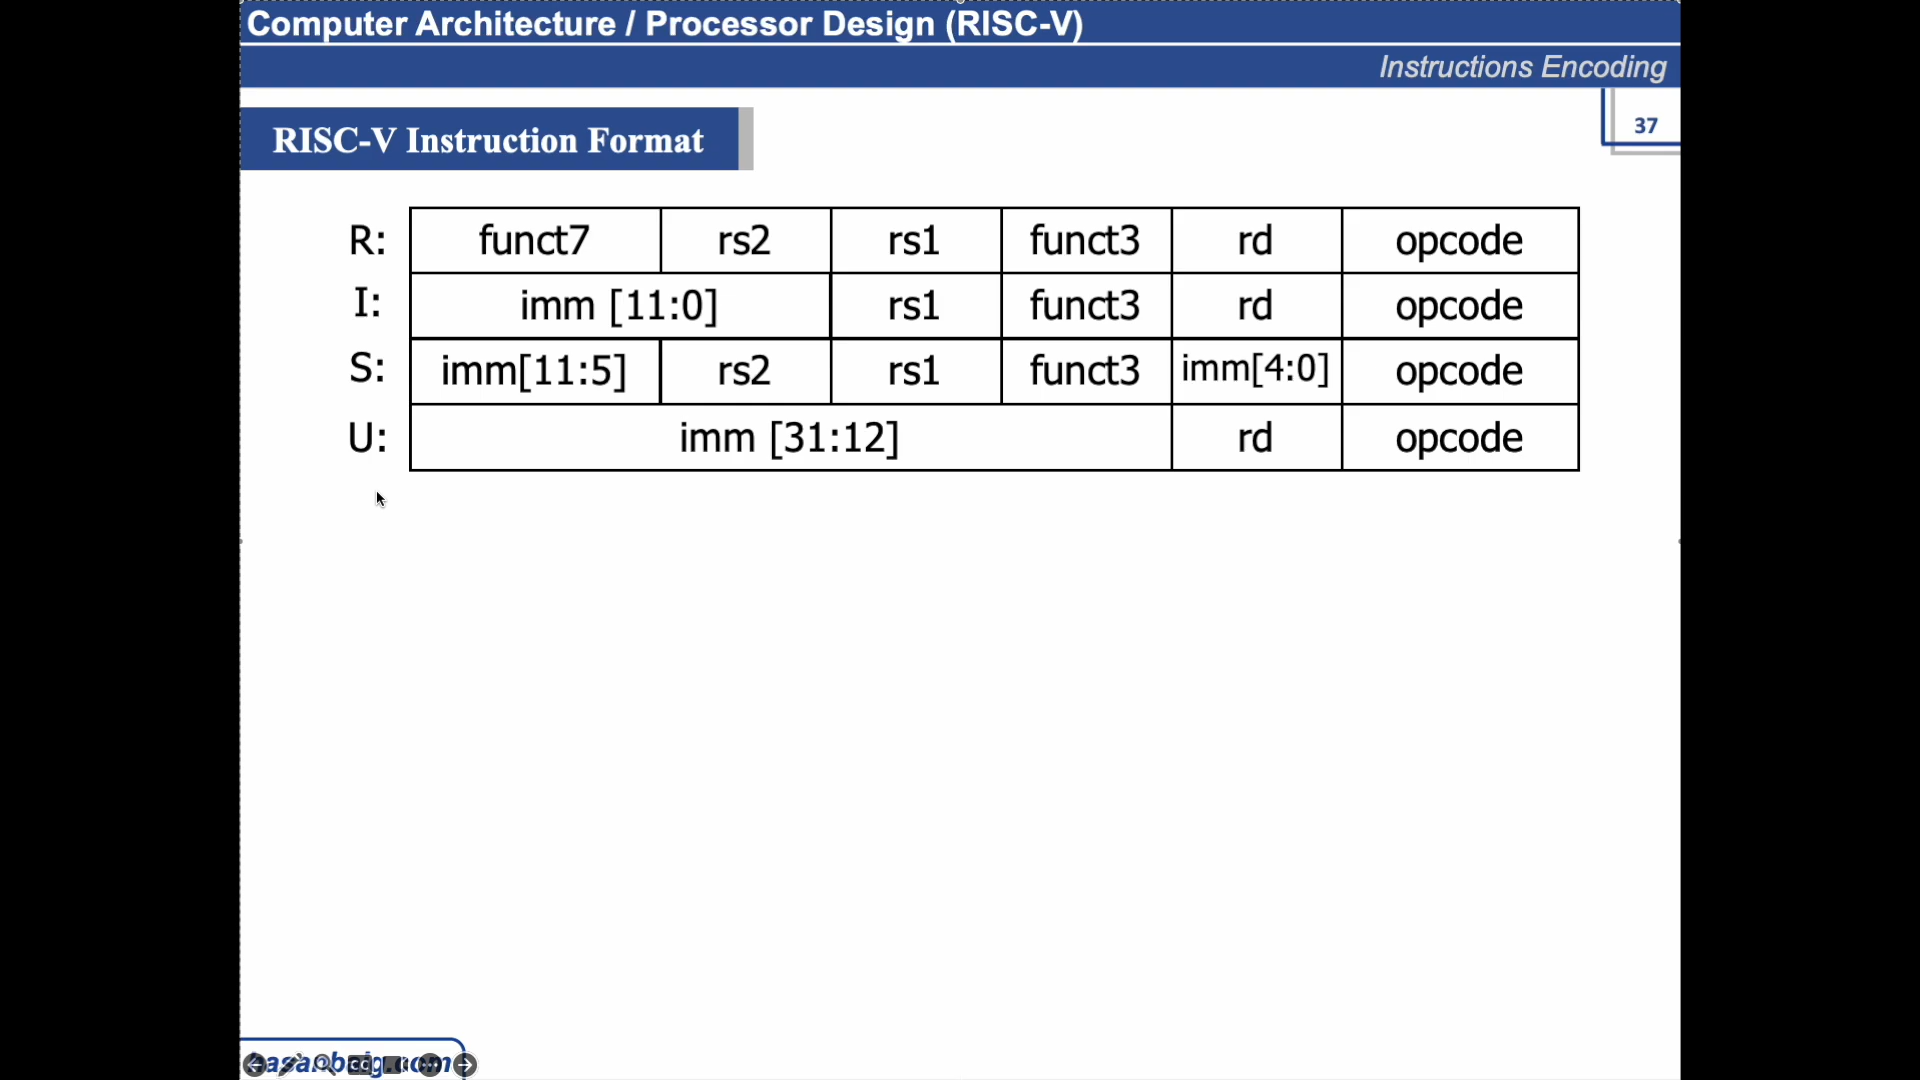 Computer Architecture / Processor Design (RISC-V)
Instructions Encoding
RISC-V Instruction Format
37
R: funct7 rs2 rs1 funct3 rd opcode
I: imm [11:0] rs1 funct3 rd opcode
S: imm[11:5] rs2 rs1 funct3 imm[4:0] opcode
U: imm [31:12] rd opcode
hasanbaig.com